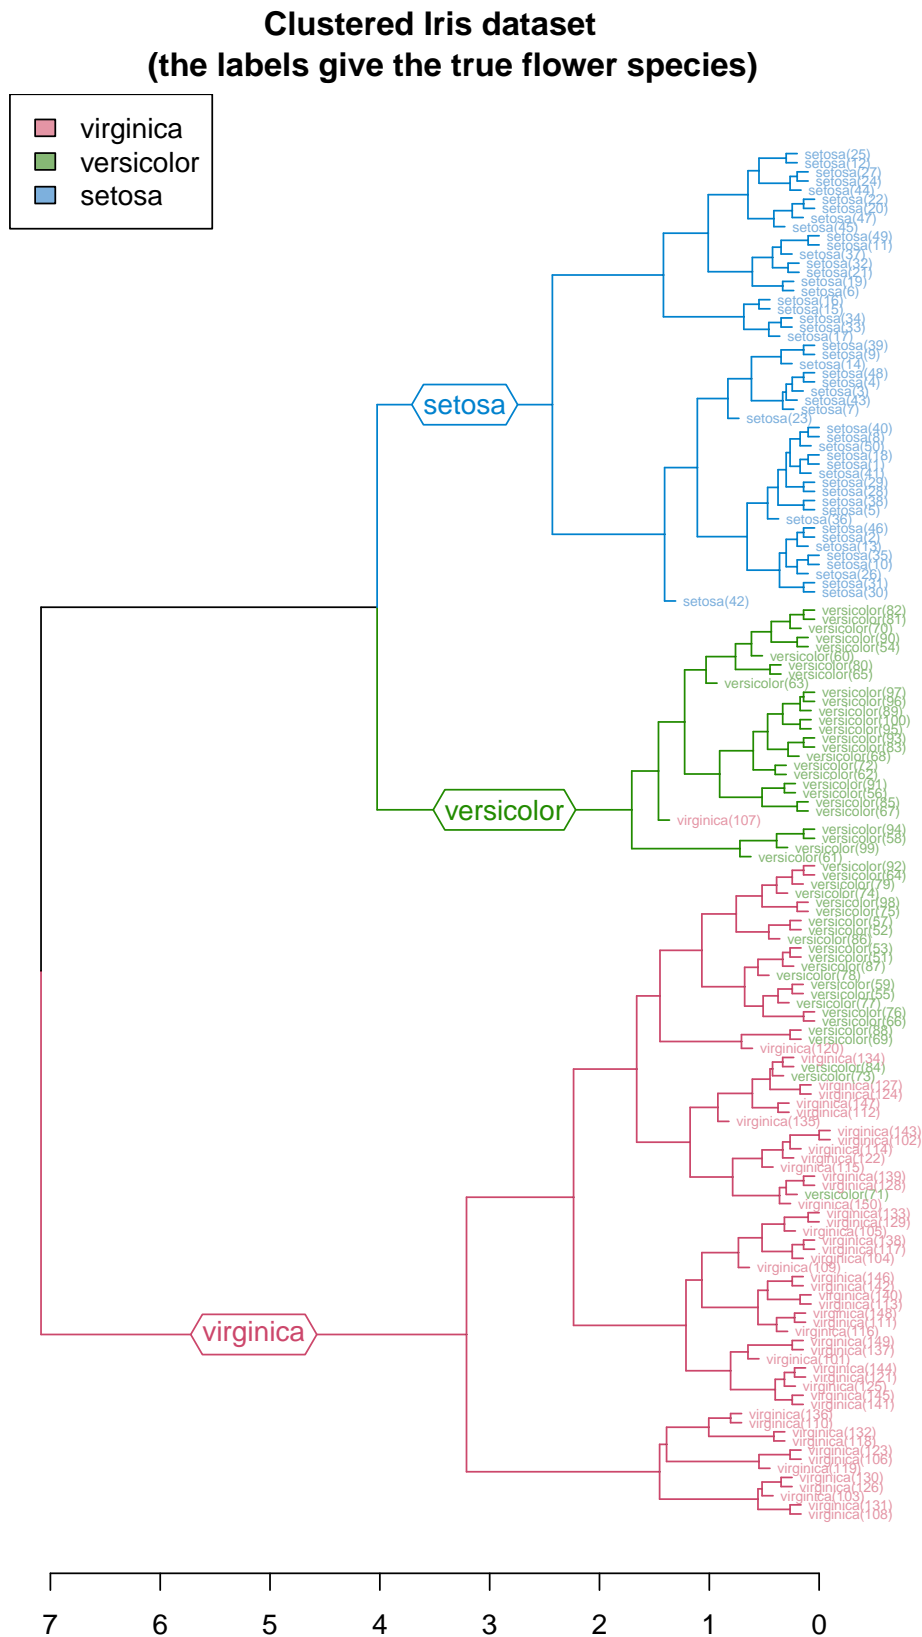 Clustered Iris dataset
(the labels give the true flower species)
virginica
versicolor
setosa
setosa(25)
setosa(12)
setosa(27)
setosa(24)
setosa(44)
setosa(22)
setosa(20)
setosa(47)
setosa(45)
setosa(49)
setosa(11)
setosa(37)
setosa(32)
setosa(21)
setosa(19)
setosa(6)
setosa(16)
setosa(15)
setosa(34)
setosa(33)
setosa(17)
setosa(39)
setosa(9)
setosa(14)
setosa(48)
setosa(4)
setosa(3)
setosa(43)
setosa
setosa(7)
setosa(23)
setosa(40)
setosa(8)
setosa(50)
setosa(18)
setosa(1)
setosa(41)
setosa(29)
setosa(28)
setosa(38)
setosa(5)
setosa(36)
setosa(46)
setosa(2)
setosa(13)
setosa(35)
setosa(10)
setosa(26)
setosa(31)
setosa(30)
setosa(42)
versicolor(82)
versicolor(81)
versicolor(70)
versicolor(90)
versicolor(54)
versicolor(60)
versicolor(80)
versicolor(65)
versicolor(63)
versicolor(97)
versicolor(96)
versicolor(89)
versicolor(100)
versicolor(95)
versicolor(93)
versicolor(83)
versicolor(68)
versicolor(72)
versicolor(62)
versicolor(91)
versicolor(56)
versicolor(85)
versicolor
versicolor(67)
virginica(107)
versicolor(94)
versicolor(58)
versicolor(99)
versicolor(61)
versicolor(92)
versicolor(64)
versicolor(79)
versicolor(74)
versicolor(98)
versicolor(75)
versicolor(57)
versicolor(52)
versicolor(86)
versicolor(53)
versicolor(51)
versicolor(87)
versicolor(78)
versicolor(59)
versicolor(55)
versicolor(77)
versicolor(76)
versicolor(66)
versicolor(88)
versicolor(69)
virginica(120)
virginica(134)
versicolor(84)
versicolor(73)
virginica(127)
virginica(124)
virginica(147)
virginica(112)
virginica(135)
virginica(143)
virginica(102)
virginica(114)
virginica(122)
virginica(115)
virginica(139)
virginica(128)
versicolor(71)
virginica(150)
virginica(133)
virginica(129)
virginica(105)
virginica(138)
virginica(117)
virginica(104)
virginica(109)
virginica(146)
virginica(142)
virginica(140)
virginica(113)
virginica(148)
virginica(111)
virginica(116)
virginica
virginica(149)
virginica(137)
virginica(101)
virginica(144)
virginica(121)
virginica(125)
virginica(145)
virginica(141)
virginica(136)
virginica(110)
virginica(132)
virginica(118)
virginica(123)
virginica(106)
virginica(119)
virginica(130)
virginica(126)
virginica(103)
virginica(131)
virginica(108)
7 6 5 4 3 2 1 0